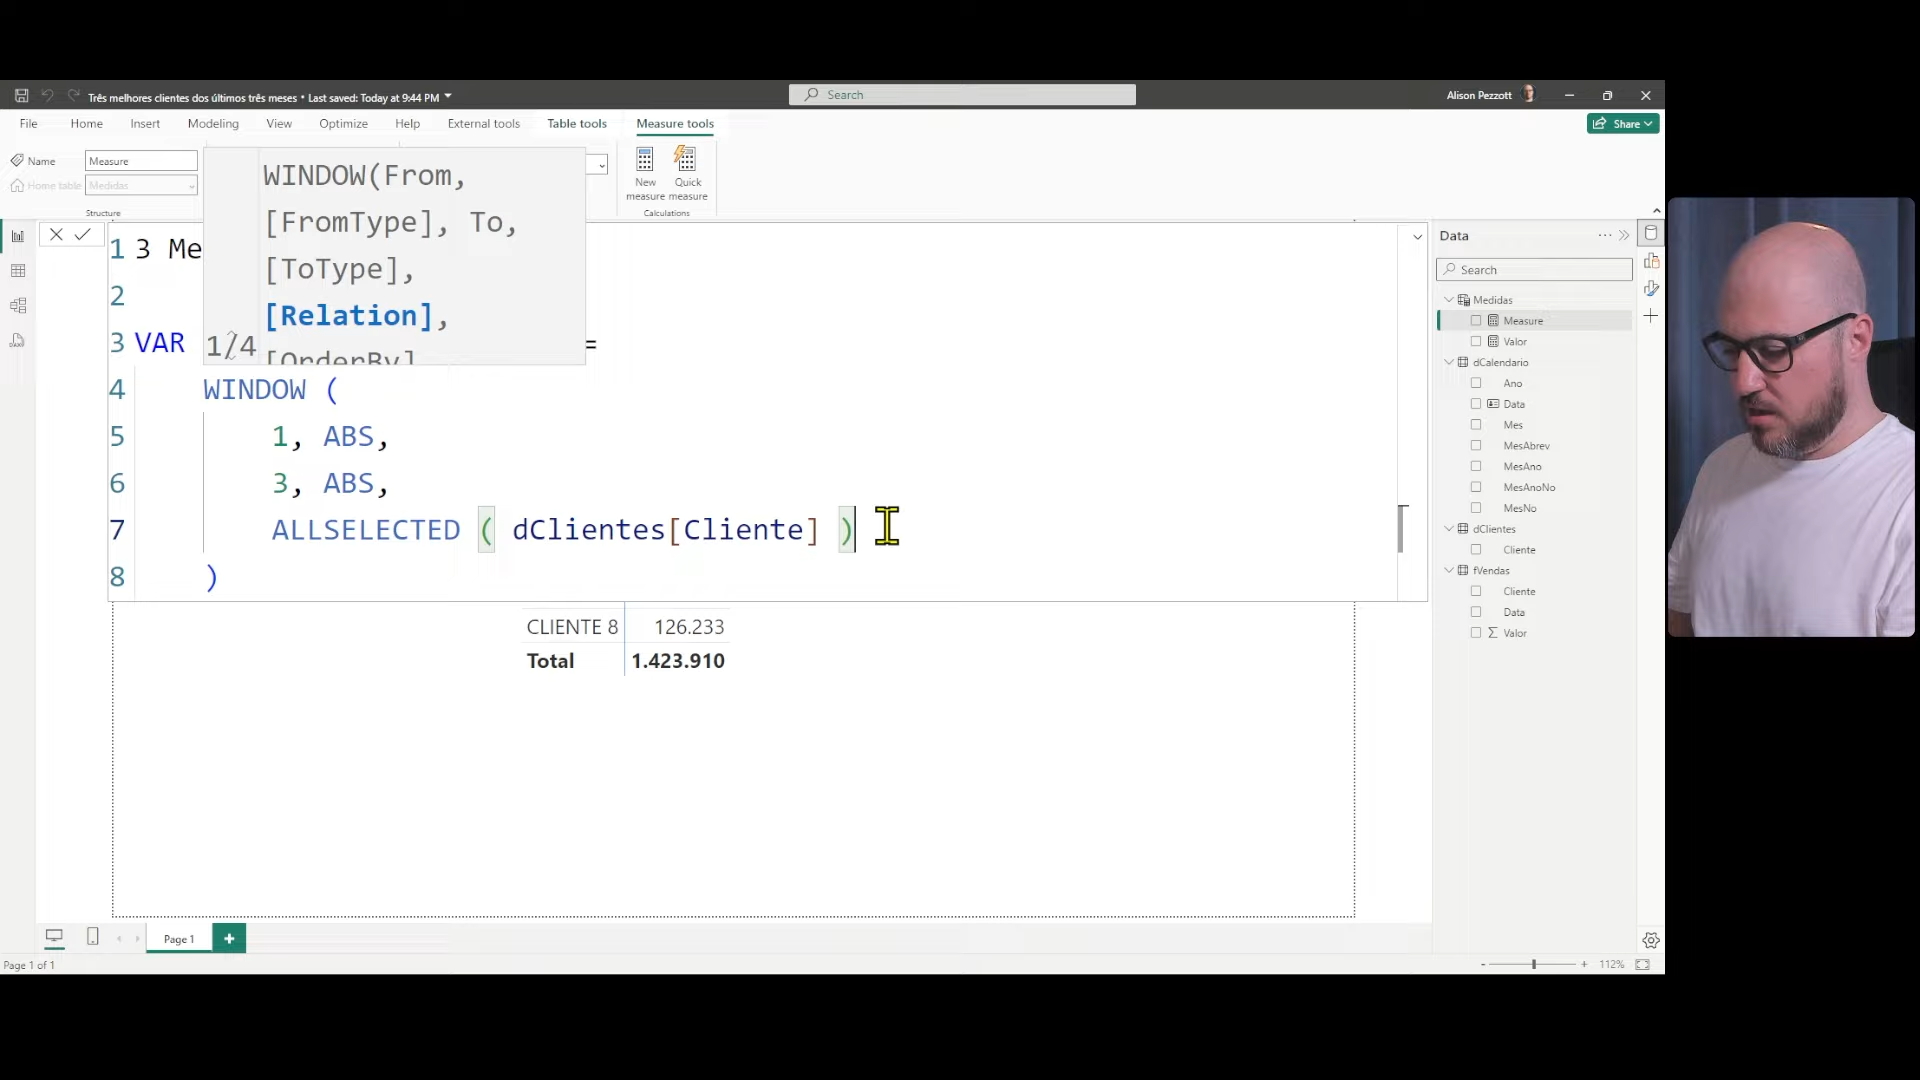 Três melhores clientes dos últimos três meses • Last saved: Today at 9:44 PM
Search
Alison Pezzott
File
Home
Insert
Modeling
View
Optimize
Help
External tools
Table tools
Measure tools
Share
Name
Measure
Home table
Medidas
Structure
New
measure
Quick
measure
Calculations
WINDOW(From,
[FromType], To,
[ToType],
[Relation],
[OrderBy]
1/4
1 3 Me
2
3 VAR =
4 WINDOW (
5 1, ABS,
6 3, ABS,
7 ALLSELECTED ( dClientes[Cliente] )
8 )
CLIENTE 8 126.233
Total 1.423.910
Data
Search
Medidas
Measure
Valor
dCalendario
Ano
Data
Mes
MesAbrev
MesAno
MesAnoNo
MesNo
dClientes
Cliente
fVendas
Cliente
Data
Valor
Page 1
Page 1 of 1
112%